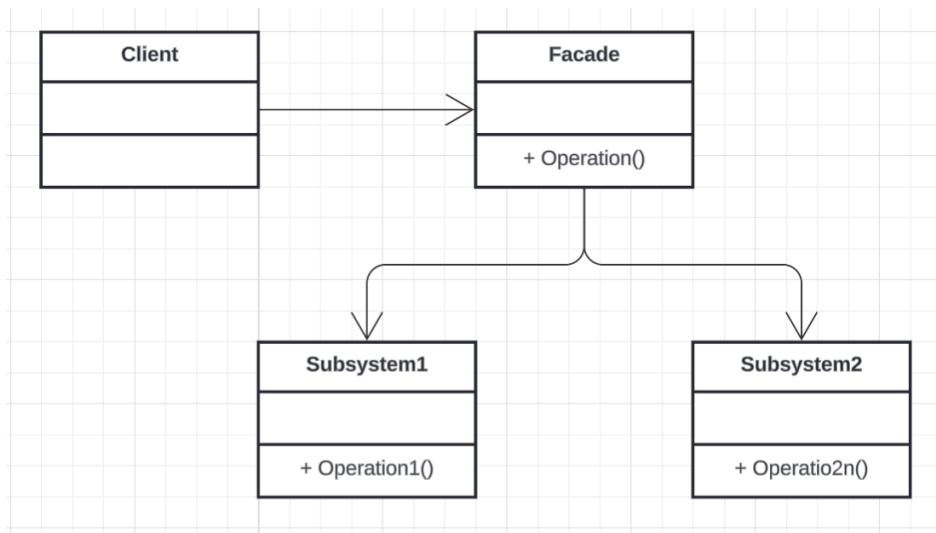 Client
Facade
+ Operation()
Subsystem1
+ Operation1()
Subsystem2
+ Operatio2n()